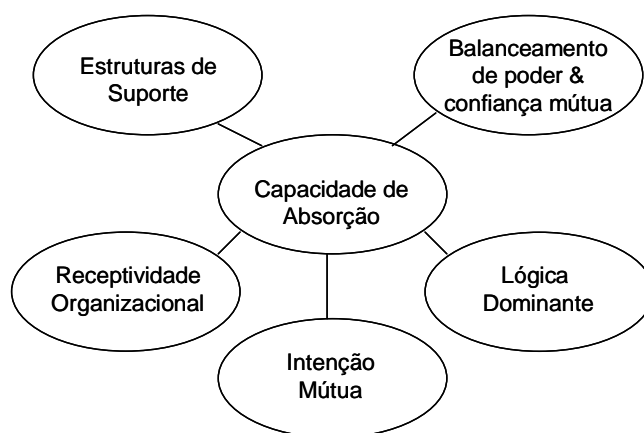 Estruturas de
Suporte
Balanceamento
de poder &
confiança mútua
Capacidade de
Absorção
Receptividade
Organizacional
Lógica
Dominante
Intenção
Mútua